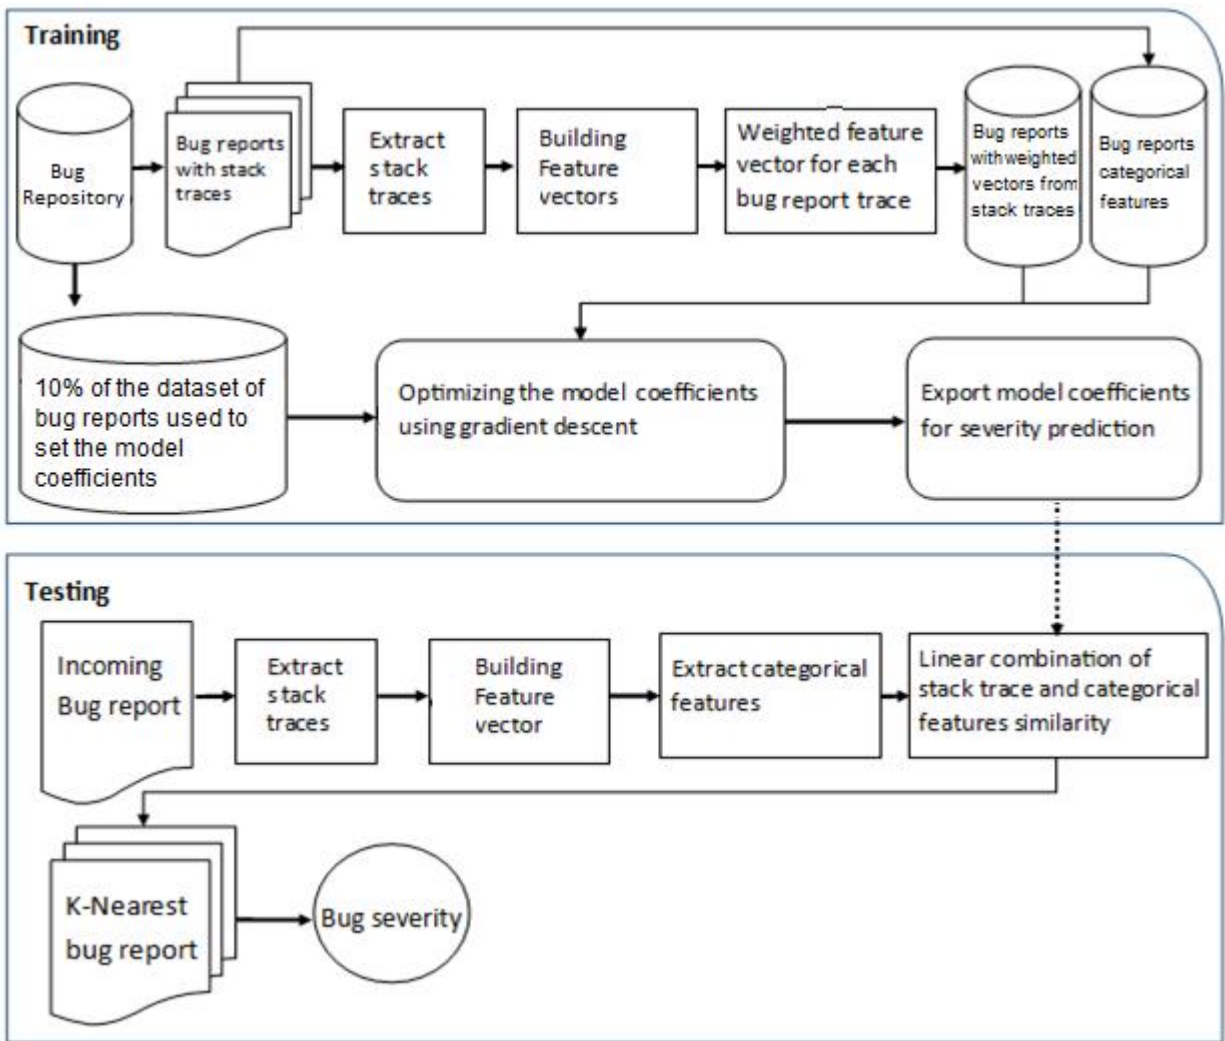 Training
Bug
Repository
Bug reports
with stack
traces
Extract
stack
traces
Building
Feature
vectors
Weighted feature
vector for each
bug report trace
Bug reports
withweighted
vectors from
stack traces
Bug reports
categorical
features
10% of the dataset of
bug reports used to
set the model
coefficients
Optimizing the model coefficients
using gradient descent
Export model coefficients
for severity prediction
Testing
Incoming
Bug report
Extract
stack
traces
Building
Feature
vector
Extract categorical
features
Linear combination of
stack trace and categorical
features similarity
K-Nearest
bug report
Bug severity